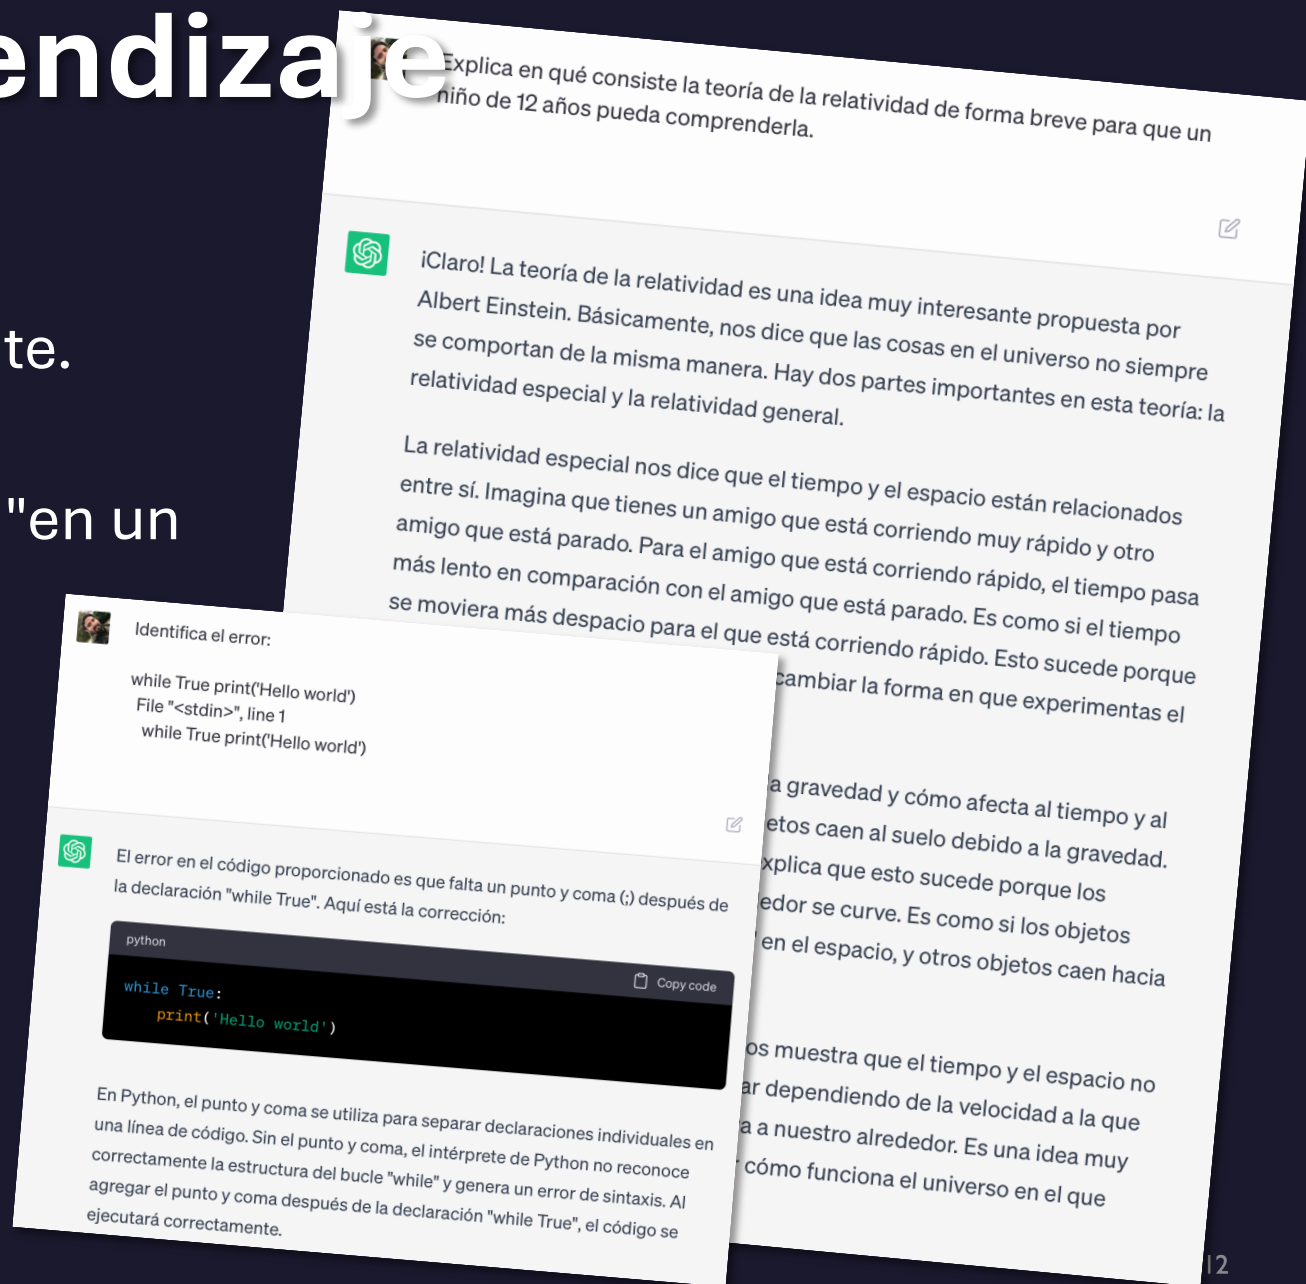 endizaje
te.
"en un
Explica en qué consiste la teoría de la relatividad de forma breve para que un
niño de 12 años pueda comprenderla.
¡Claro! La teoría de la relatividad es una idea muy interesante propuesta por
Albert Einstein. Básicamente, nos dice que las cosas en el universo no siempre
se comportan de la misma manera. Hay dos partes importantes en esta teoría: la
relatividad especial y la relatividad general.
La relatividad especial nos dice que el tiempo y el espacio están relacionados
entre sí. Imagina que tienes un amigo que está corriendo muy rápido y otro
amigo que está parado. Para el amigo que está corriendo rápido, el tiempo pasa
más lento en comparación con el amigo que está parado. Es como si el tiempo
se moviera más despacio para el que está corriendo rápido. Esto sucede porque
cambiar la forma en que experimentas el
a gravedad y cómo afecta al tiempo y al
etos caen al suelo debido a la gravedad.
xplica que esto sucede porque los
edor se curve. Es como si los objetos
en el espacio, y otros objetos caen hacia
os muestra que el tiempo y el espacio no
ar dependiendo de la velocidad a la que
a a nuestro alrededor. Es una idea muy
cómo funciona el universo en el que
Identifica el error:
while True print('Hello world')
File "<stdin>", line 1
while True print('Hello world')
El error en el código proporcionado es que falta un punto y coma (;) después de
la declaración "while True". Aquí está la corrección:
python
Copy code
while True:
print('Hello world')
En Python, el punto y coma se utiliza para separar declaraciones individuales en
una línea de código. Sin el punto y coma, el intérprete de Python no reconoce
correctamente la estructura del bucle "while" y genera un error de sintaxis. Al
agregar el punto y coma después de la declaración "while True", el código se
ejecutará correctamente.
12